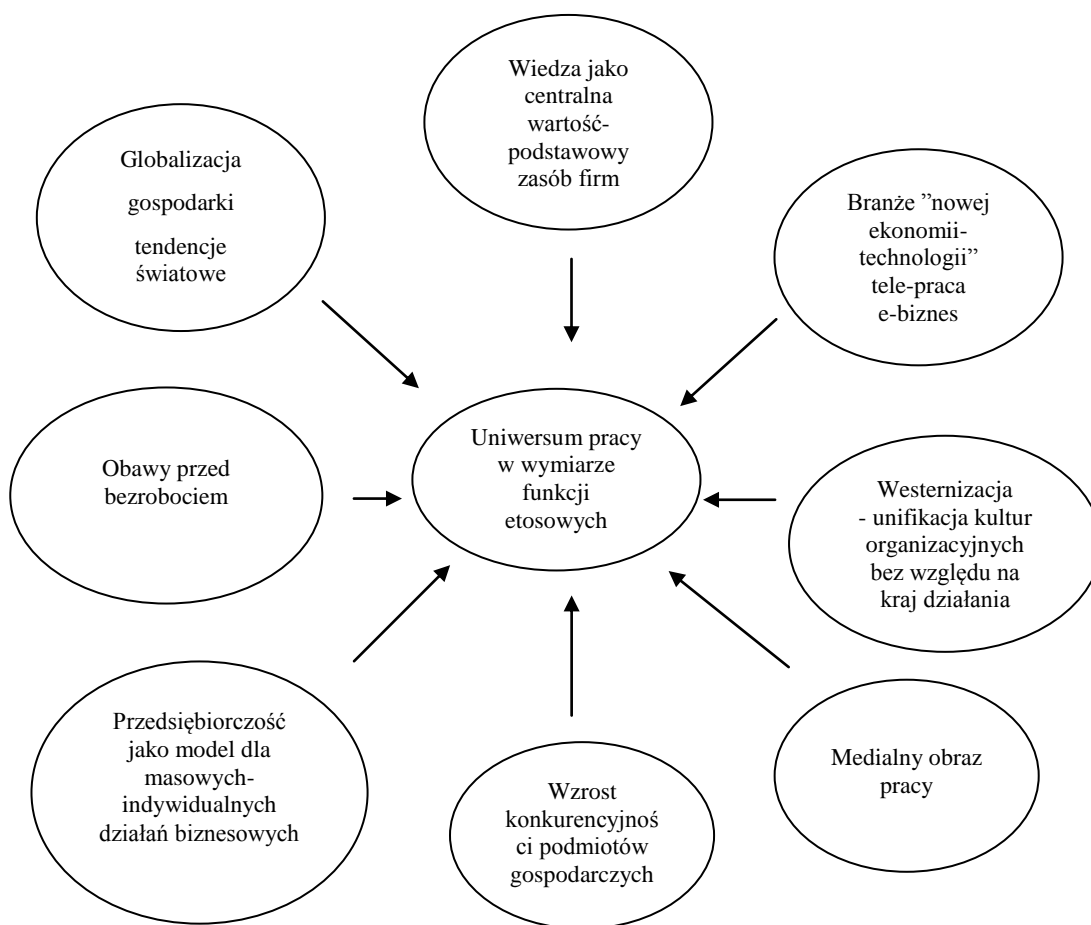 Wiedza jako
centralna
wartość-
podstawowy
zasób firm
Globalizacja
gospodarki
tendencje
światowe
Branże ”nowej
ekonomii-
technologii”
tele-praca
e-biznes
Uniwersum pracy
w wymiarze
funkcji
etosowych
Obawy przed
bezrobociem
Westernizacja
- unifikacja kultur
organizacyjnych
bez względu na
kraj działania
Przedsiębiorczość
jako model dla
masowych-
indywidualnych
działań biznesowych
Wzrost
konkurencyjnoś
ci podmiotów
gospodarczych
Medialny obraz
pracy